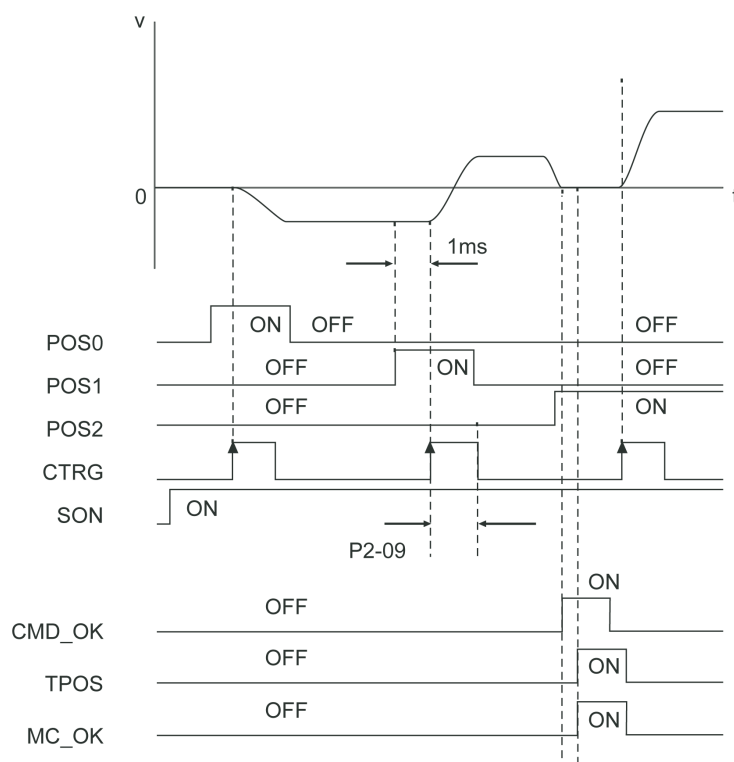 v
0
t
1ms
POS0 ON OFF OFF
POS1 OFF ON OFF
POS2 OFF ON
CTRG
SON ON
P2-09
ON
CMD_OK OFF
TPOS OFF ON
MC_OK OFF ON